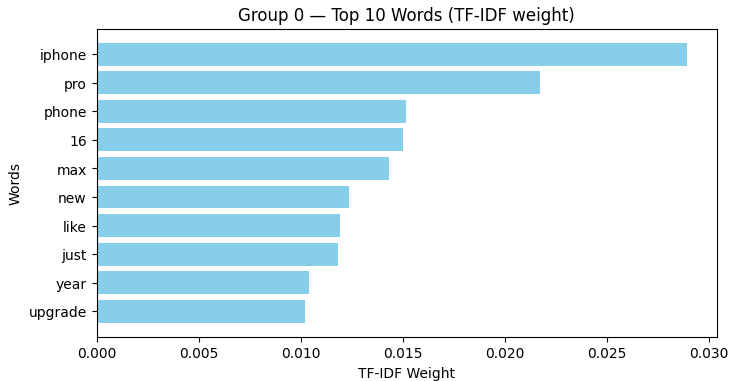 Group 0 — Top 10 Words (TF-IDF weight)
Words
iphone
pro
phone
16
max
new
like
just
year
upgrade
0.000 0.005 0.010 0.015 0.020 0.025 0.030
TF-IDF Weight